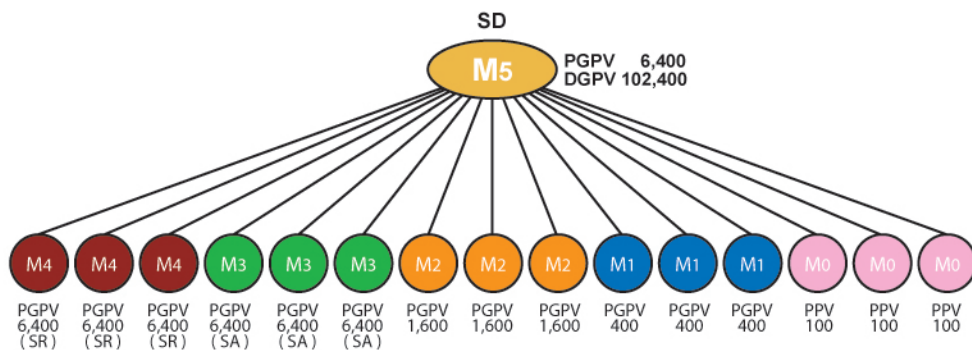 SD
M5
PGPV 6,400
DGPV 102,400
M4 M4 M4 M3 M3 M3 M2 M2 M2 M1 M1 M1 M0 M0 M0
PGPV PGPV PGPV PGPV PGPV PGPV PGPV PGPV PGPV PGPV PGPV PGPV PPV PPV PPV
6,400 6,400 6,400 6,400 6,400 6,400 1,600 1,600 1,600 400 400 400 100 100 100
( SR ) ( SR ) ( SR ) ( SA ) ( SA ) ( SA )